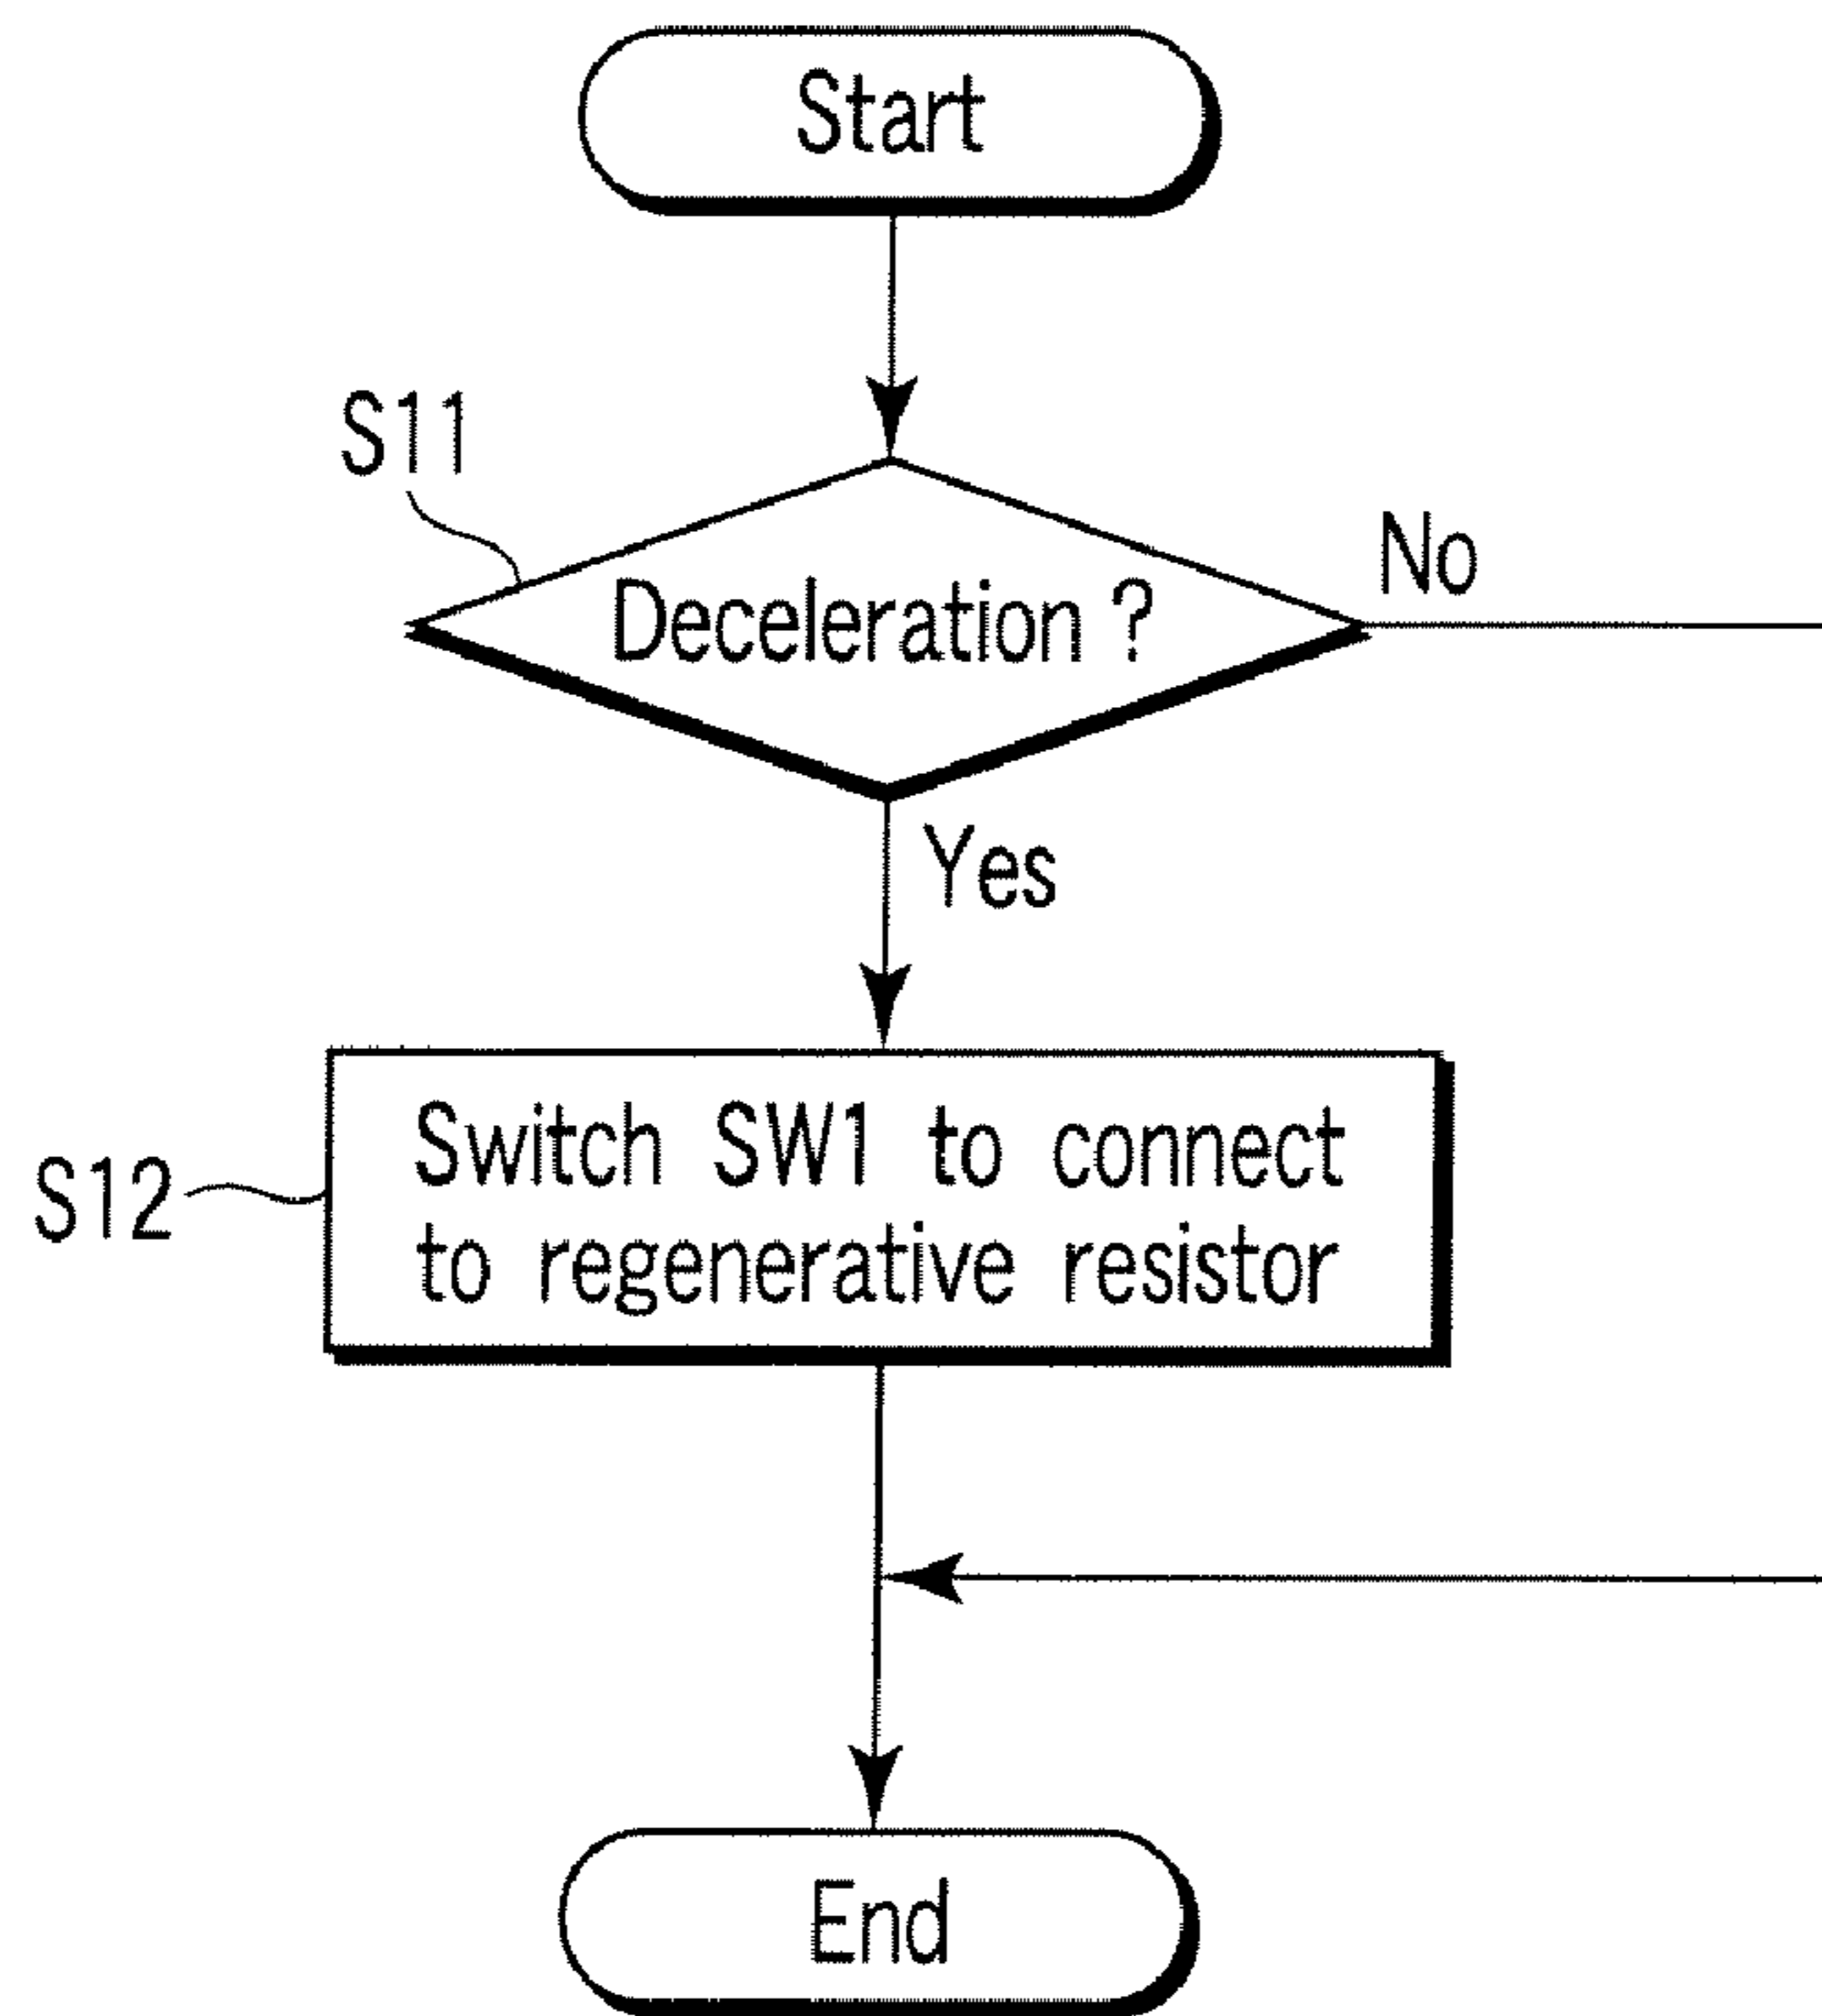 Start
S11
No
Deceleration ?
Yes
S12
Switch SW1 to connect
to regenerative resistor
End